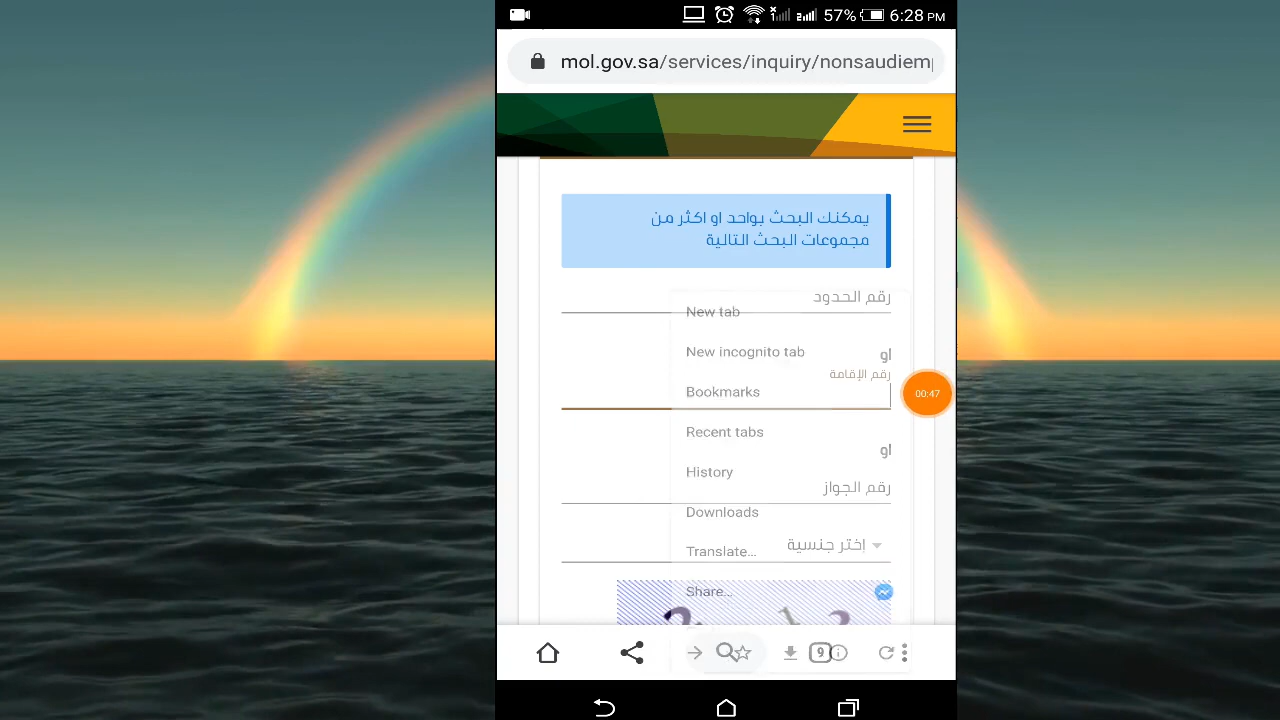 57% 6:28 PM
mol.gov.sa/services/inquiry/nonsaudiem
يمكنك البحث بواحد او اكثر من
مجموعات البحث التالية
رقم الحدود
New tab
New incognito tab
او
رقم الإقامة
Bookmarks
00:47
Recent tabs
او
History
رقم الجواز
Downloads
إختر جنسية
Translate...
Share...
9